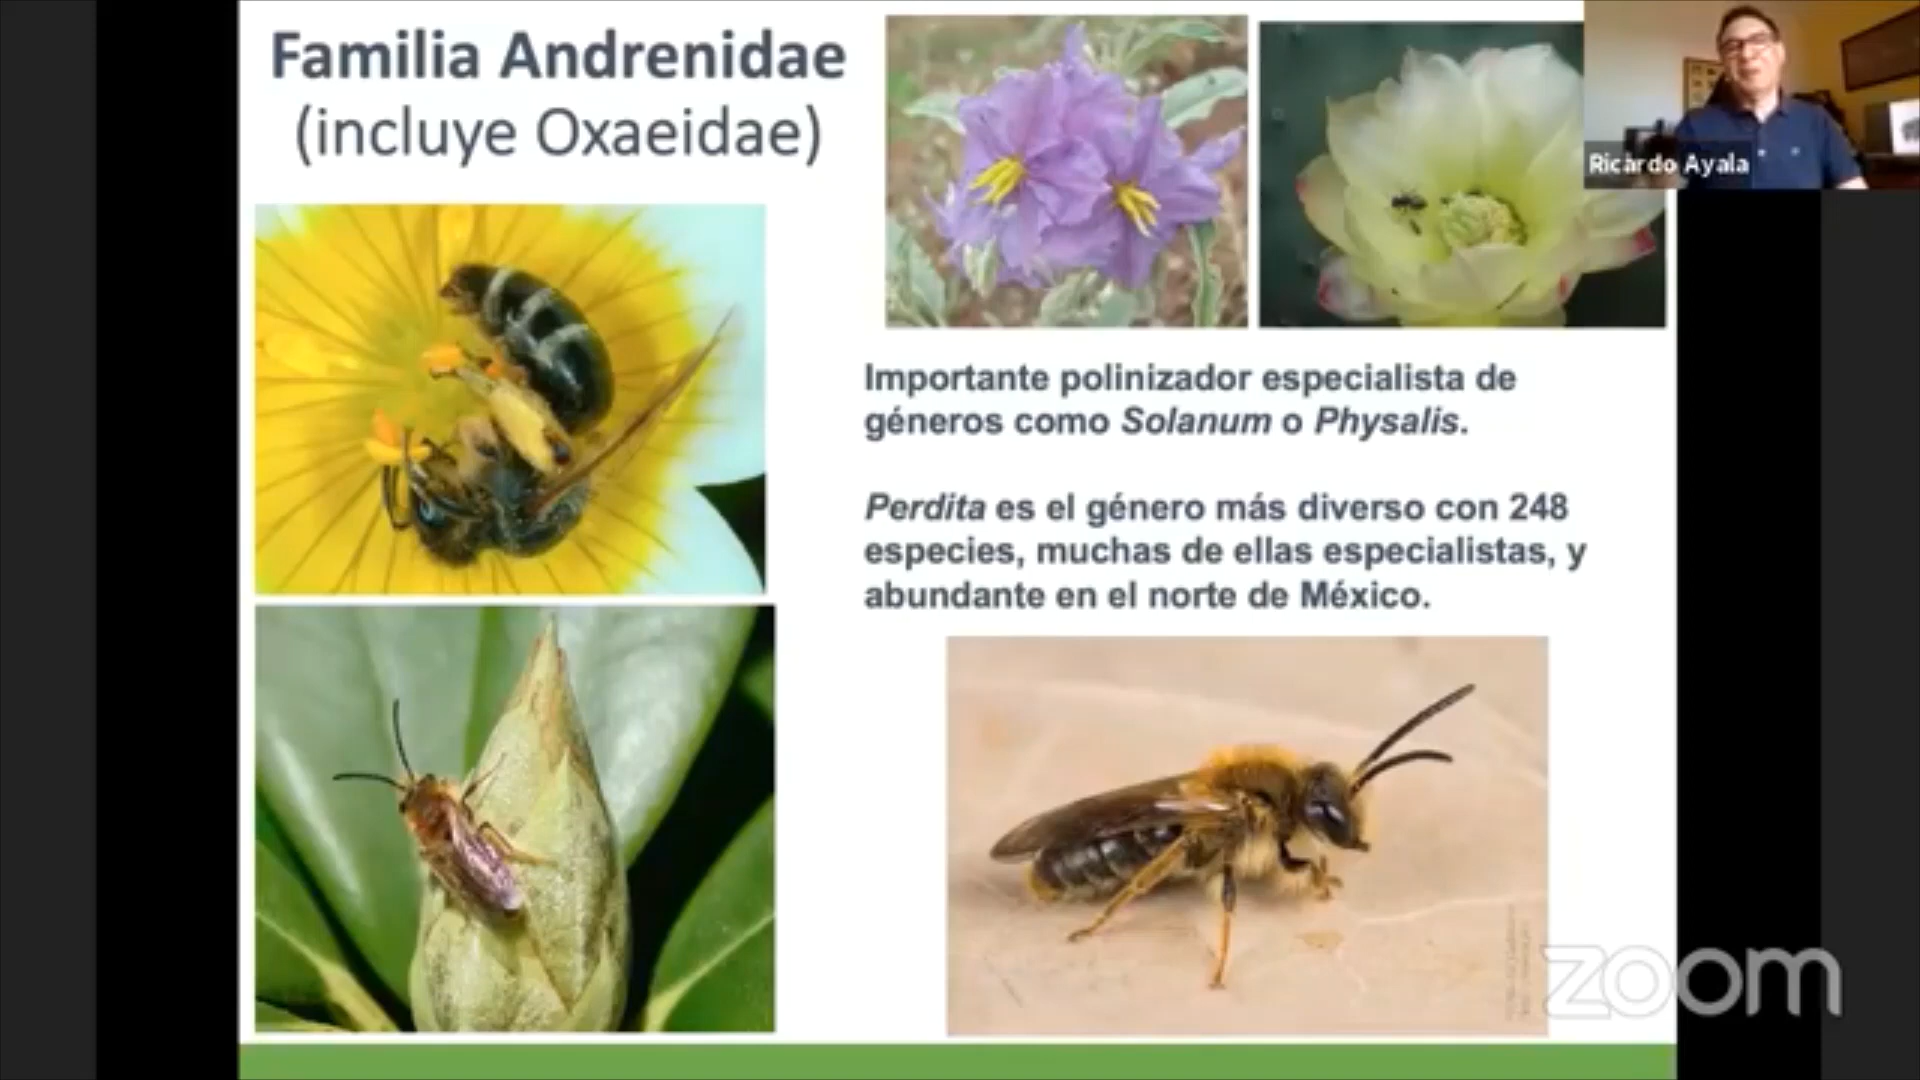 Familia Andrenidae
(incluye Oxaeidae)
Ricardo Ayala
Importante polinizador especialista de
géneros como Solanum o Physalis.
Perdita es el género más diverso con 248
especies, muchas de ellas especialistas, y
abundante en el norte de México.
zoom